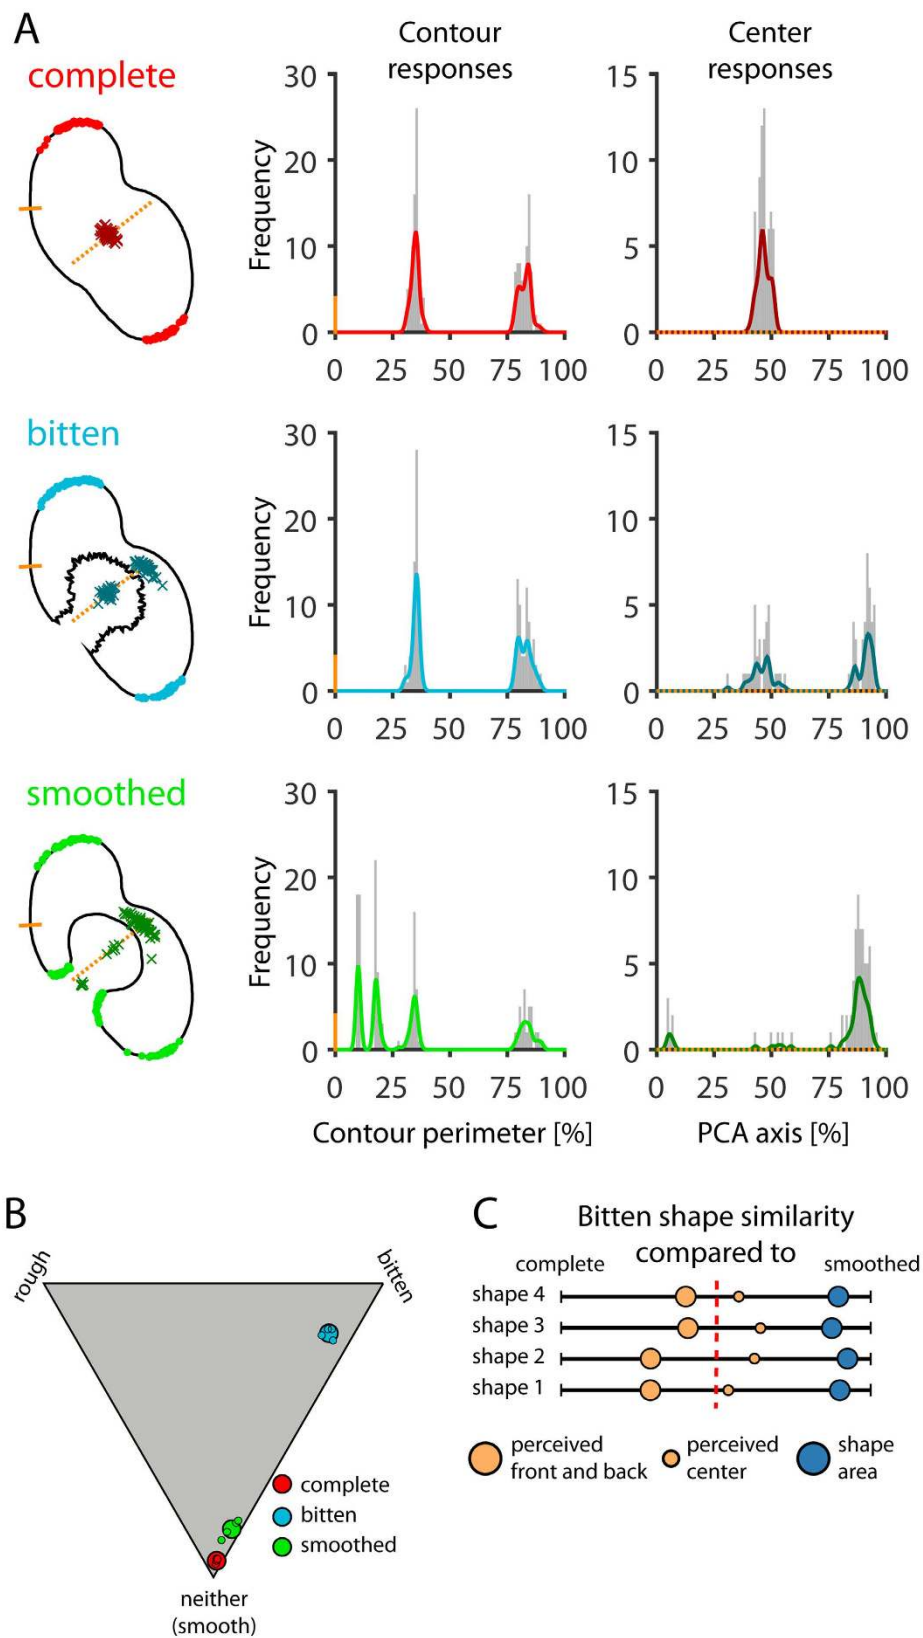 A
Contour
responses
Center
responses
complete
Frequency
30
20
10
0
0 25 50 75 100
15
10
5
0
0 25 50 75 100
bitten
Frequency
30
20
10
0
0 25 50 75 100
15
10
5
0
0 25 50 75 100
smoothed
Frequency
30
20
10
0
0 25 50 75 100
Contour perimeter [%]
15
10
5
0
0 25 50 75 100
PCA axis [%]
B
rough
bitten
complete
bitten
smoothed
neither
(smooth)
C
Bitten shape similarity
compared to
complete
smoothed
shape 4
shape 3
shape 2
shape 1
perceived
front and back
perceived
center
shape
area